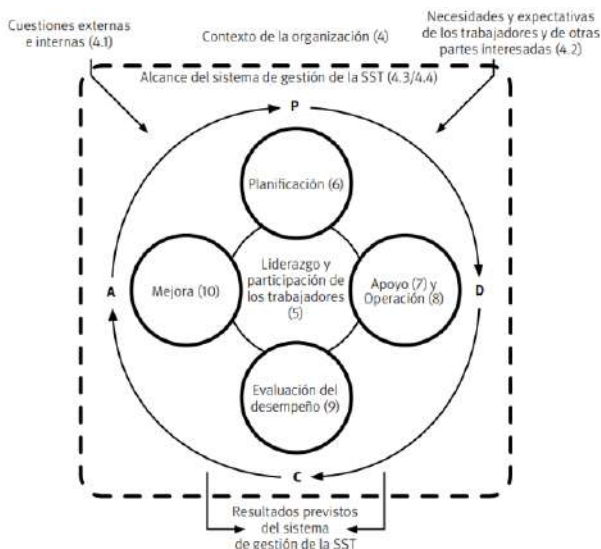 Cuestiones externas
e internas (4.1)
Contexto de la organización (4)
Necesidades y expectativas
de los trabajadores y de otras
partes interesadas (4.2)
Alcance del sistema de gestión de la SST (4.3/4.4)
P
Planificación (6)
A
Mejora (10)
Liderazgo y
participación de
los trabajadores
(5)
Apoyo (7) y
Operación (8)
D
Evaluación del
desempeño (9)
C
Resultados previstos
del sistema
de gestión de la SST